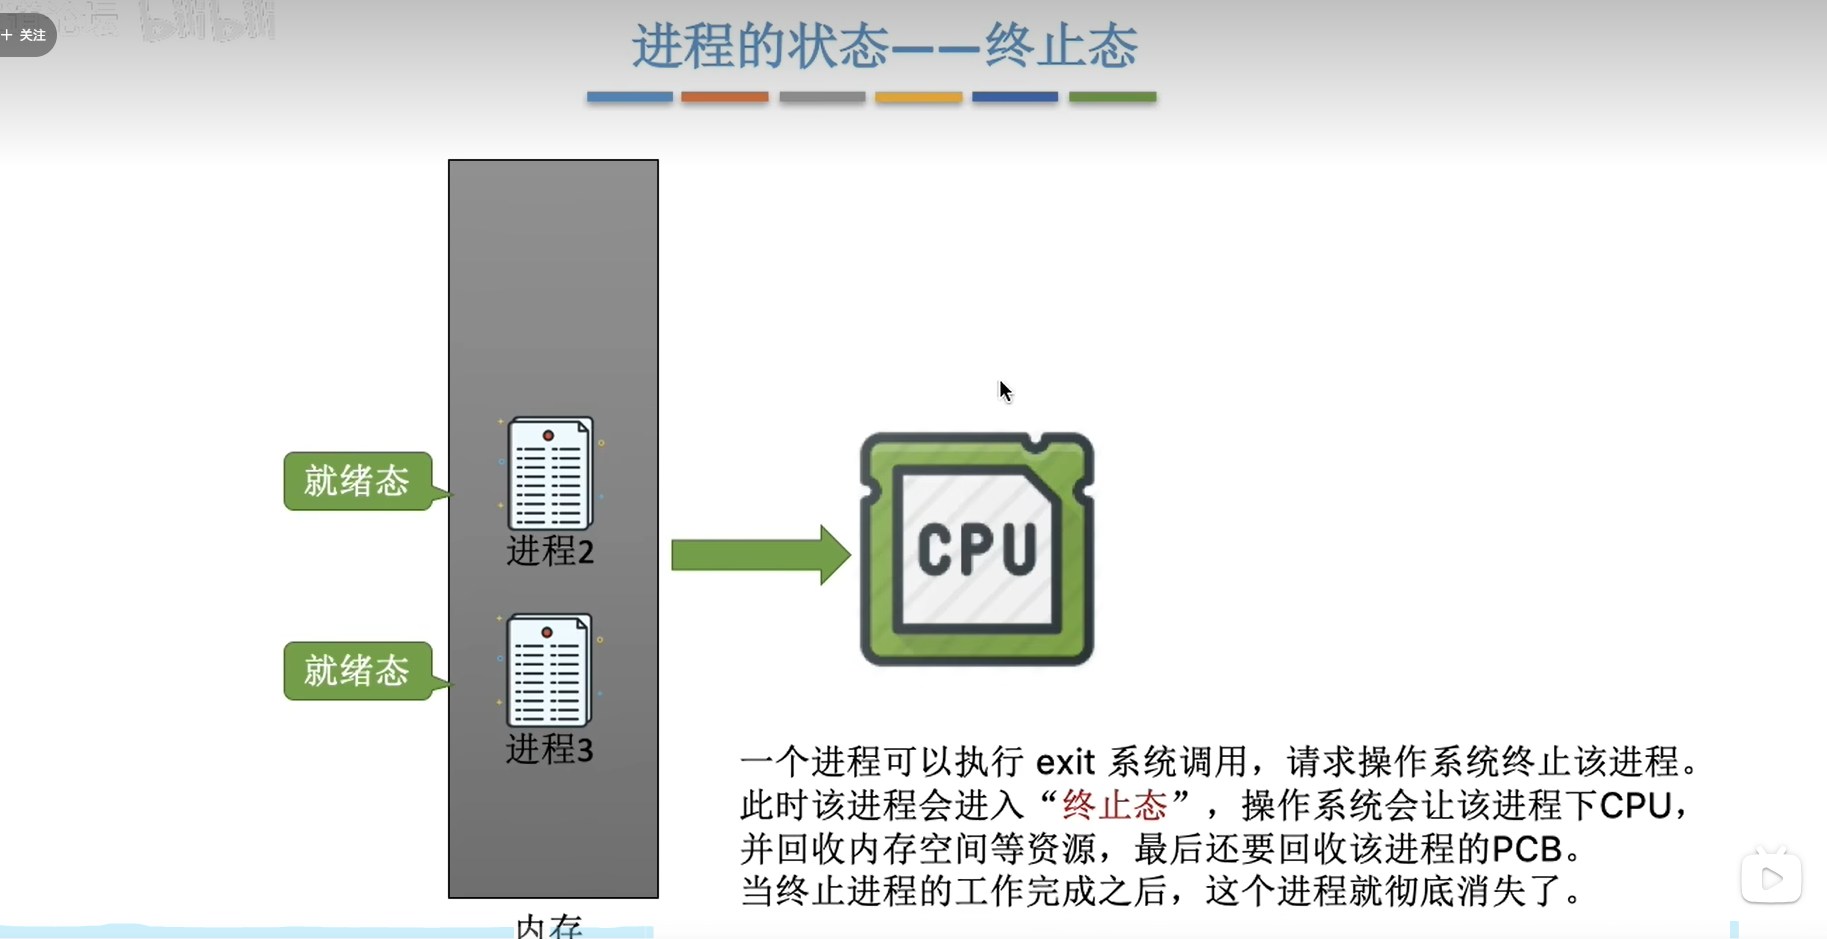 bilibili
+ 关注
进程的状态——终止态
就绪态
进程2
CPU
就绪态
进程3
一个进程可以执行 exit 系统调用，请求操作系统终止该进程。
此时该进程会进入“终止态”，操作系统会让该进程下CPU，
并回收内存空间等资源，最后还要回收该进程的PCB。
当终止进程的工作完成之后，这个进程就彻底消失了。
内存